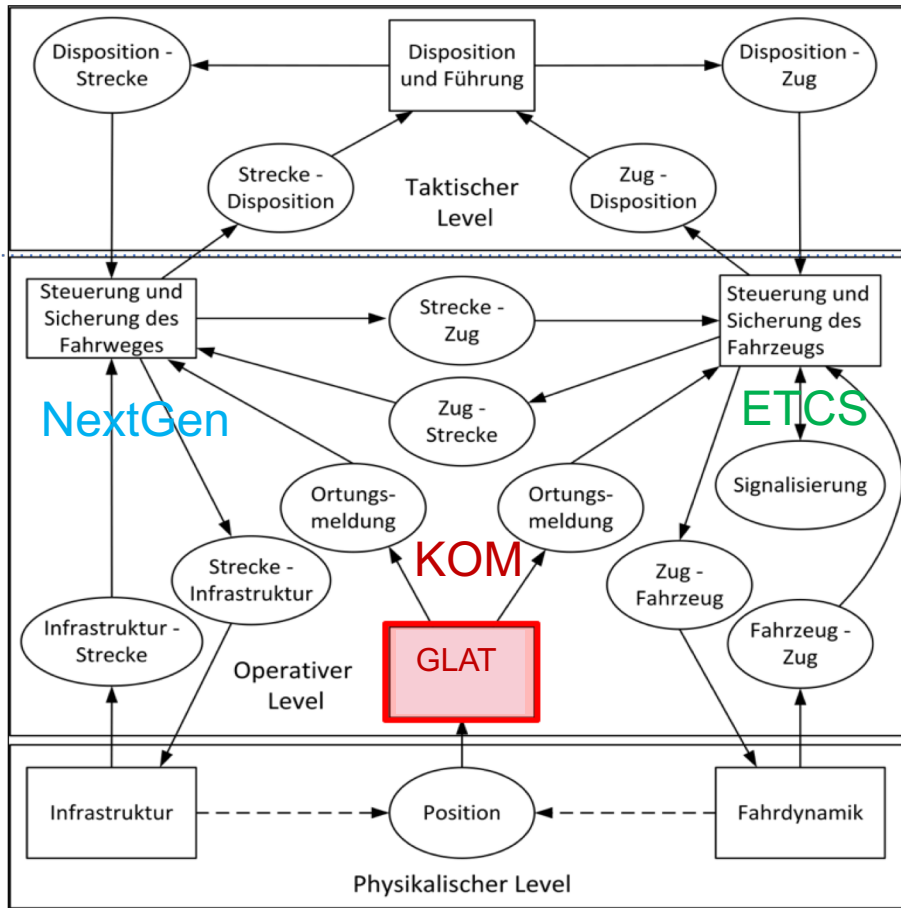 Disposition -
Strecke
Disposition
und Führung
Disposition -
Zug
Strecke -
Disposition
Taktischer
Level
Zug -
Disposition
Steuerung und
Sicherung des
Fahrweges
Strecke -
Zug
Steuerung und
Sicherung des
Fahrzeugs
NextGen
Zug -
Strecke
ETCS
Ortungs-
meldung
Ortungs-
meldung
Signalisierung
KOM
Strecke -
Infrastruktur
Zug -
Fahrzeug
Infrastruktur -
Strecke
Fahrzeug -
Zug
GLAT
Operativer
Level
Infrastruktur
Position
Fahrdynamik
Physikalischer Level